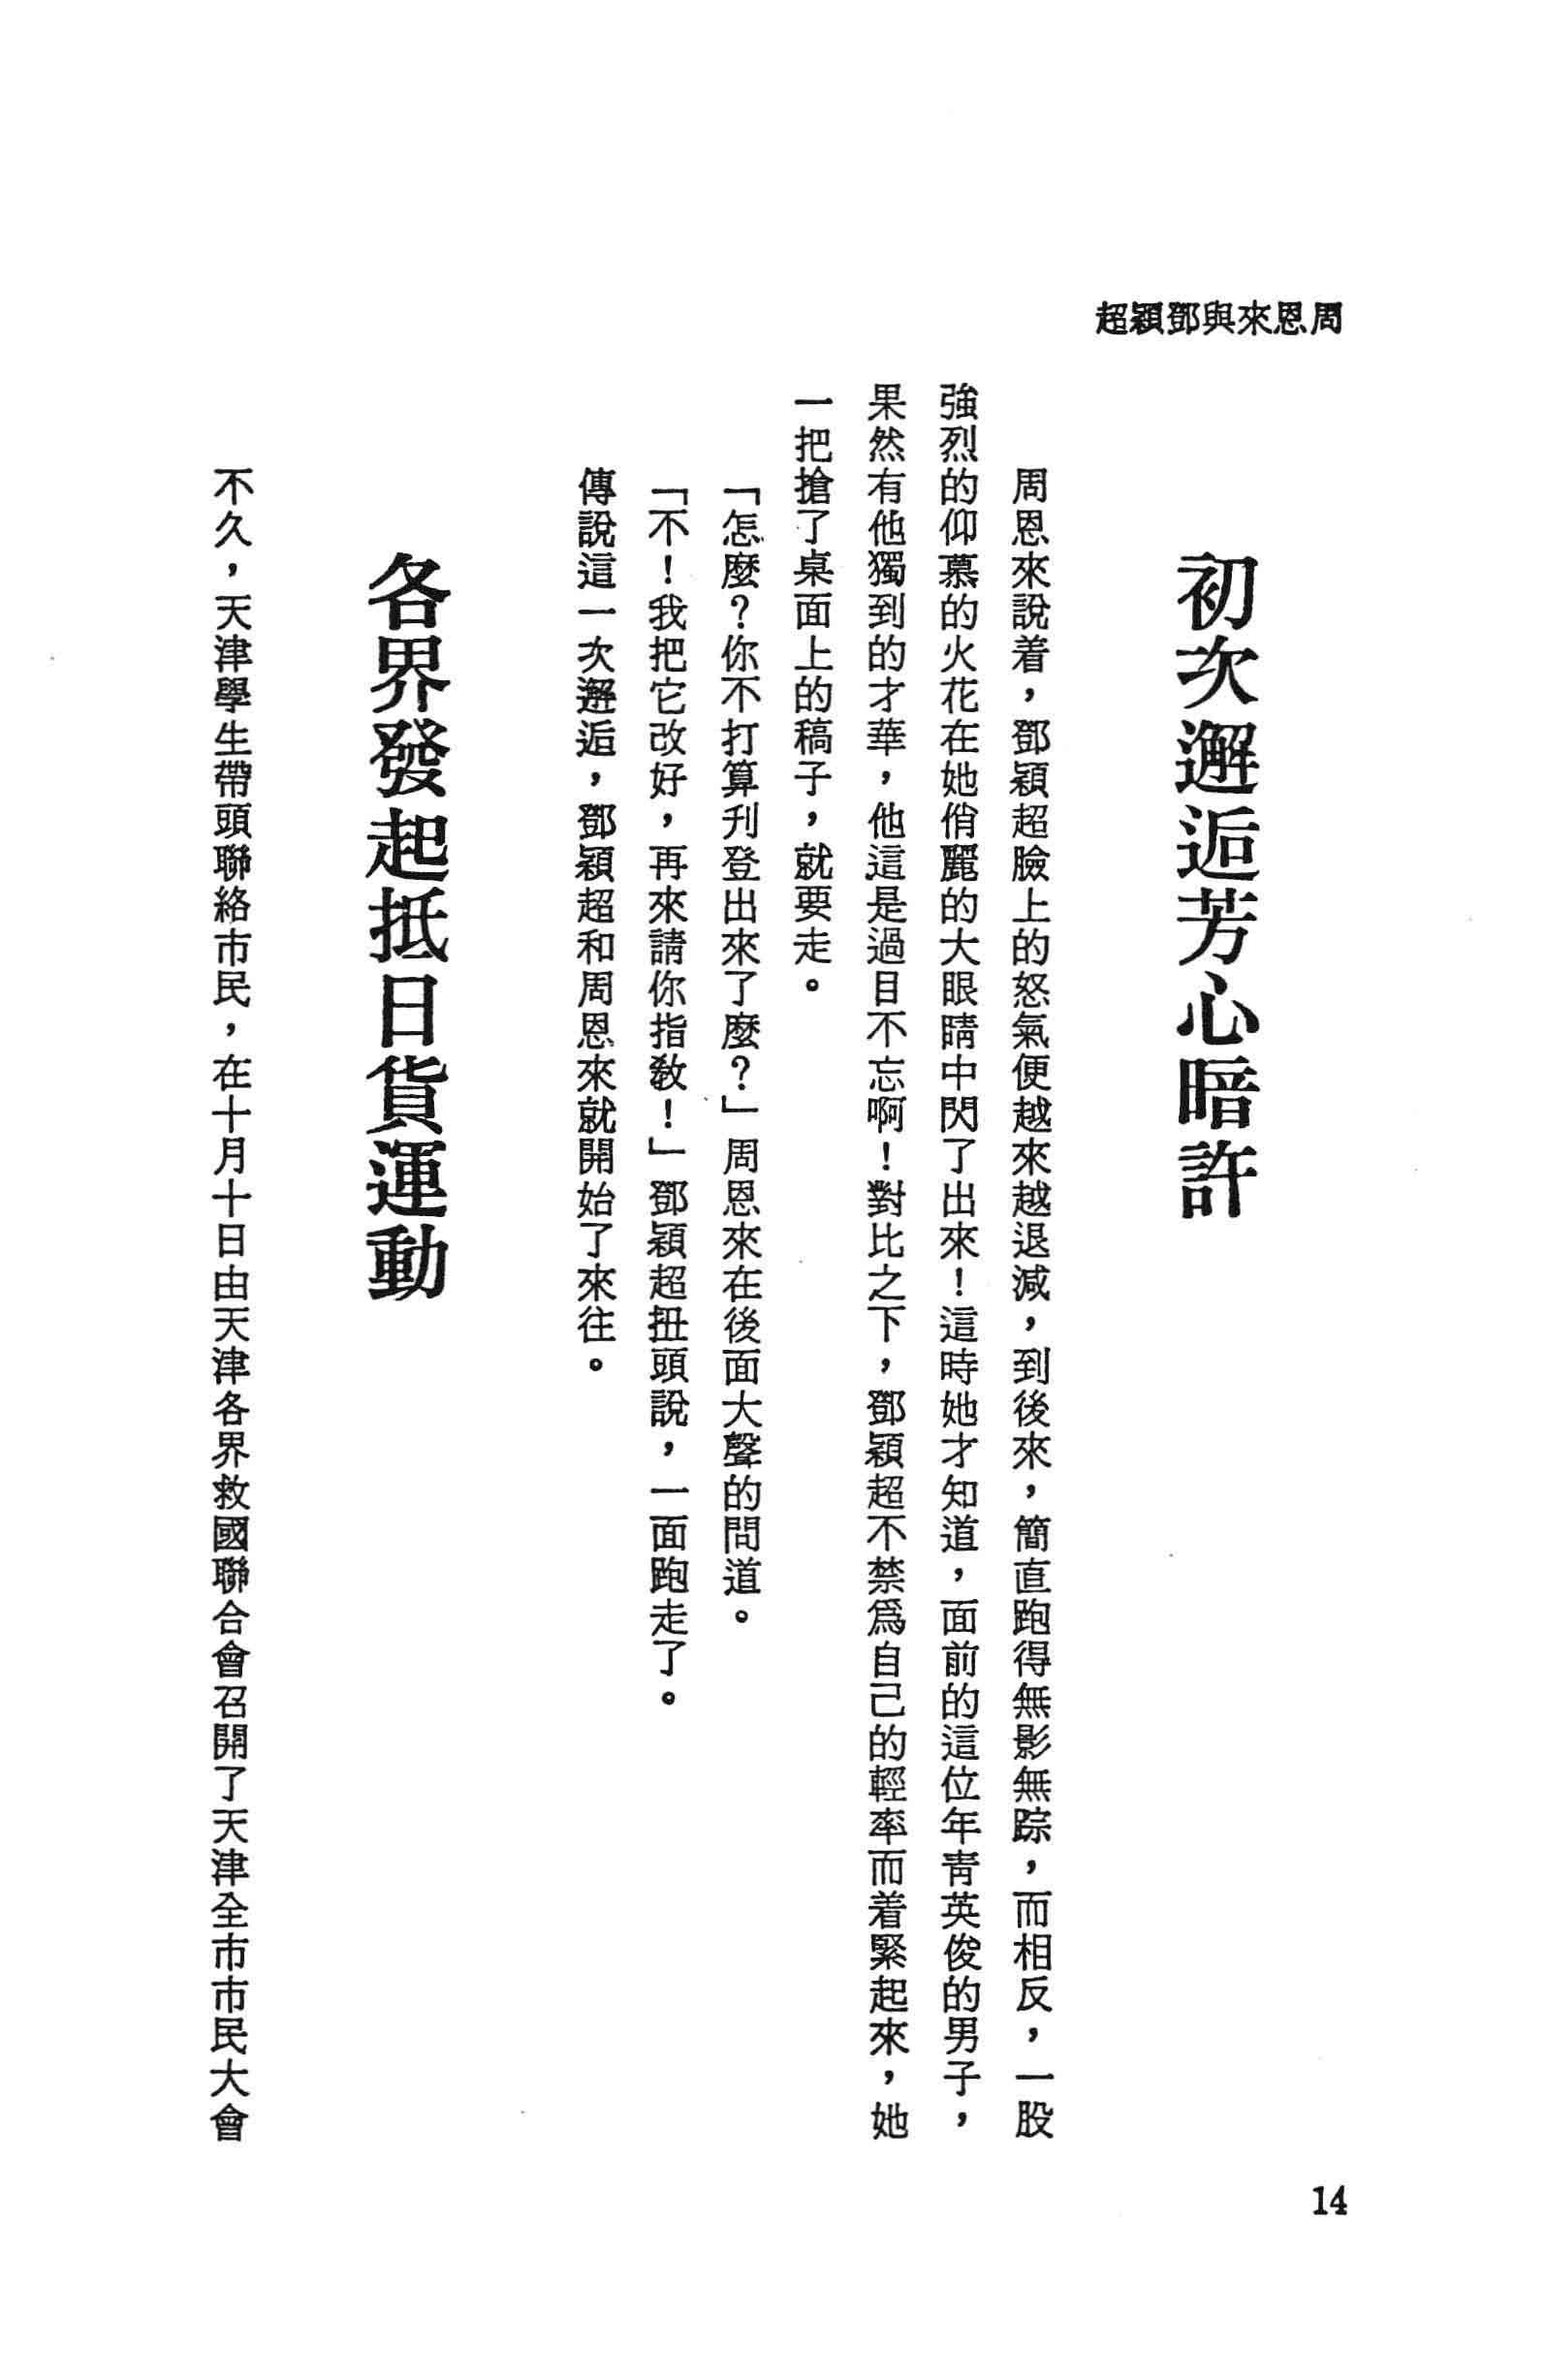 周恩來與鄧穎超
初次邂逅芳心暗許
周恩來說着，鄧穎超臉上的怒氣便越來越退減，到後來，簡直跑得無影無踪，而相反，一股
強烈的仰慕的火花在她俏麗的大眼睛中閃了出來！這時她才知道，面前的這位年青英俊的男子，
果然有他獨到的才華，他這是過目不忘啊！對比之下，鄧穎超不禁爲自己的輕率而着緊起來，她
一把搶了桌面上的稿子，就要走。
「怎麼？你不打算刋登出來了麼？」周恩來在後面大聲的問道。
「不！我把它改好，再來請你指教！」鄧穎超扭頭說，一面跑走了。
傳說這一次邂逅，鄧穎超和周恩來就開始了來往。
各界發起抵日貨運動
不久，天津學生帶頭聯絡市民，在十月十日由天津各界救國聯合會召開了天津全市市民大會
14